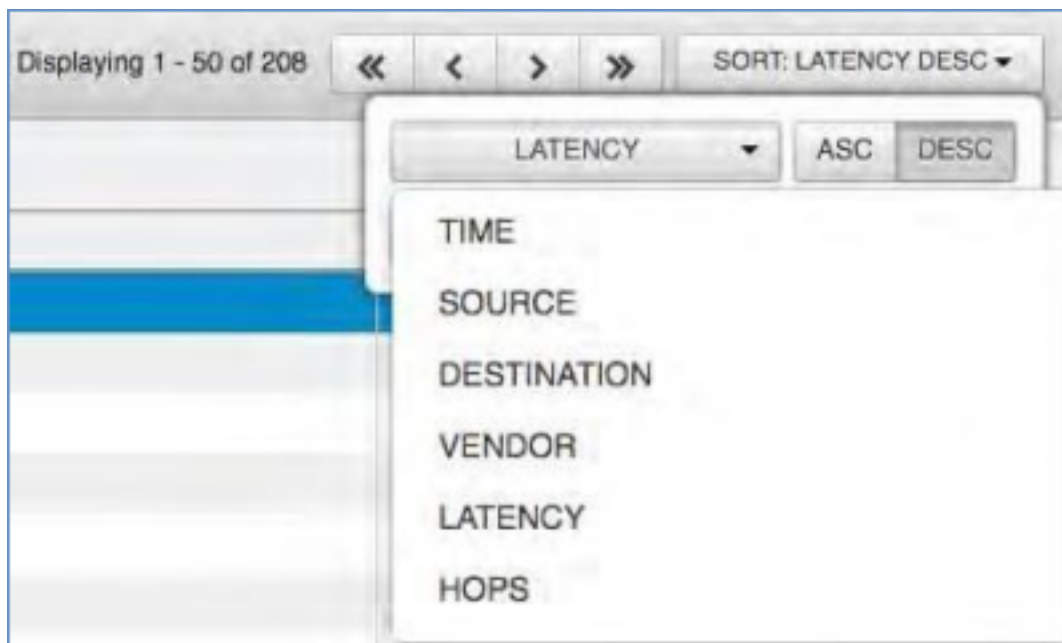 Displaying 1 - 50 of 208 « < > » SORT: LATENCY DESC
LATENCY ASC DESC
TIME
SOURCE
DESTINATION
VENDOR
LATENCY
HOPS